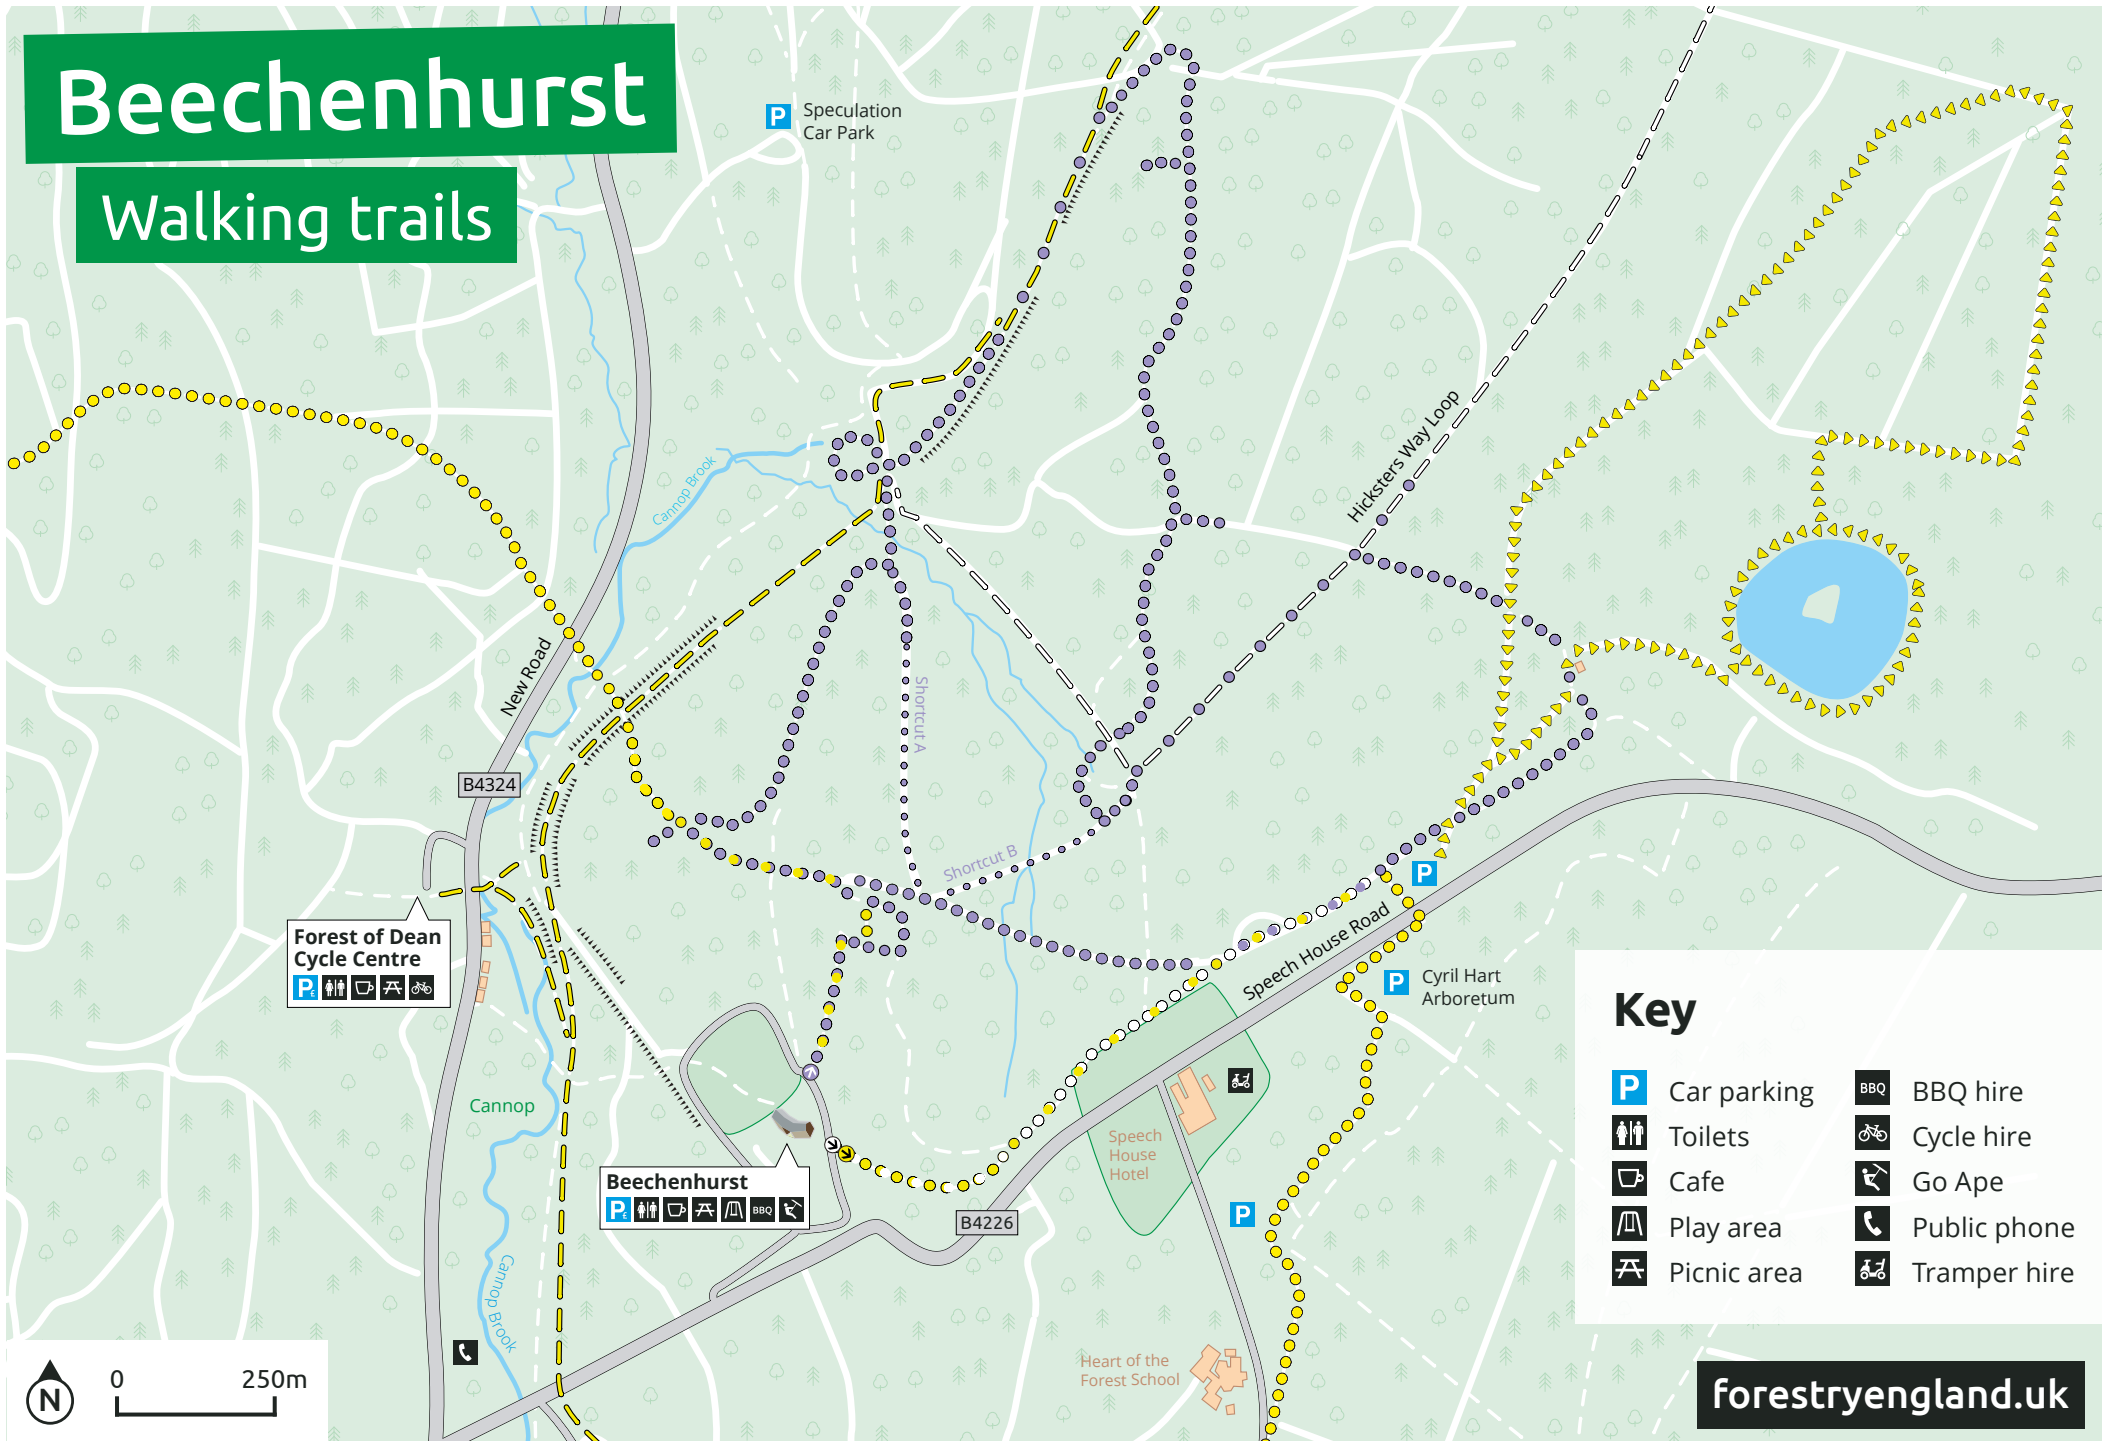 Beechenhurst
Walking trails
P
Speculation
Car Park
Cannop Brook
Hicksters Way Loop
New Road
Shortcut A
B4324
Shortcut B
P
Forest of Dean
Cycle Centre
P£
Speech House Road
P
Cyril Hart
Arboretum
Cannop
Speech
House
Hotel
Beechenhurst
P£
BBQ
B4226
P
Cannop Brook
Heart of the
Forest School
Key
P
Car parking
Toilets
Cafe
Play area
Picnic area
BBQ
BBQ hire
Cycle hire
Go Ape
Public phone
Tramper hire
N
0
250m
forestryengland.uk